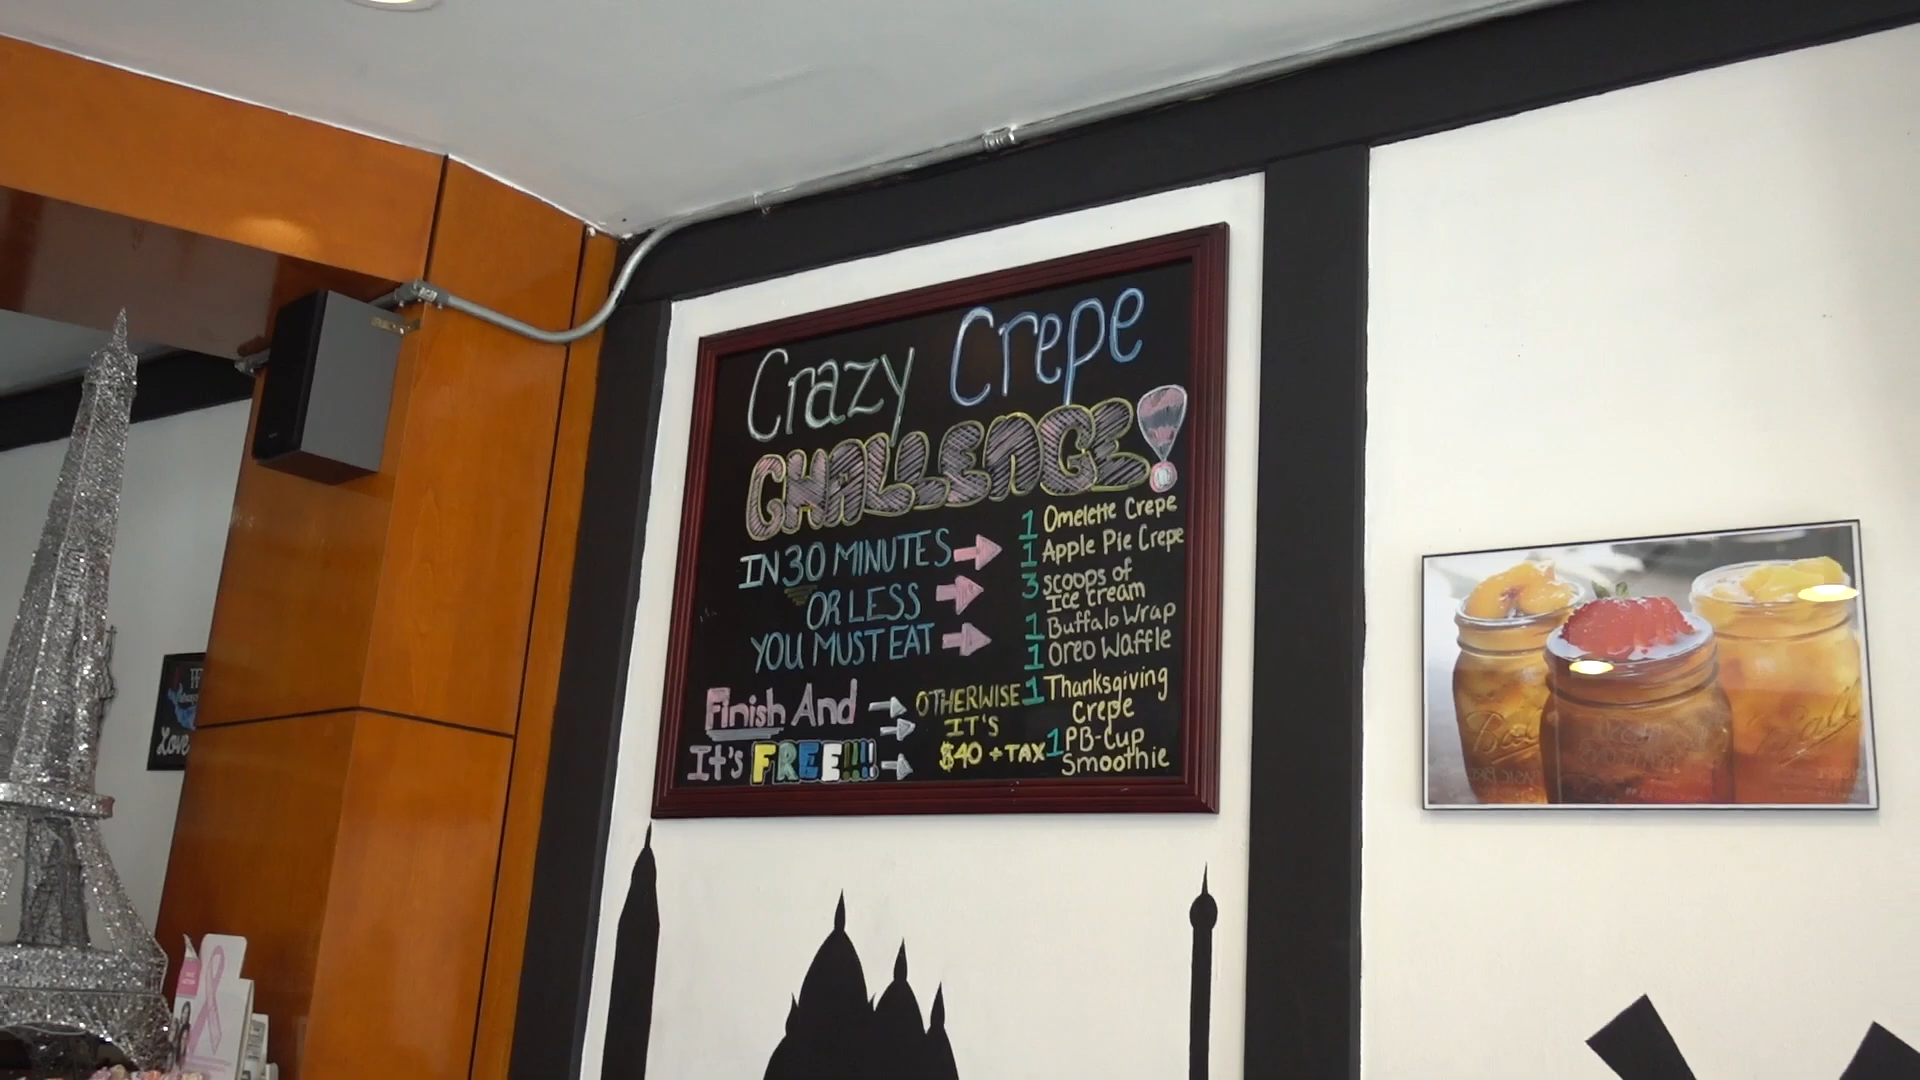 Crazy Crepe
CHALLENGE!
IN 30 MINUTES
OR LESS
YOU MUST EAT
1 Omelette Crepe
1 Apple Pie Crepe
3 scoops of
Ice cream
1 Buffalo Wrap
1 Oreo Waffle
1 Thanksgiving
Crepe
1 PB-Cup
Smoothie
Finish And
It's FREE!!!!
OTHERWISE
IT'S
$40 + TAX
Love
Ball